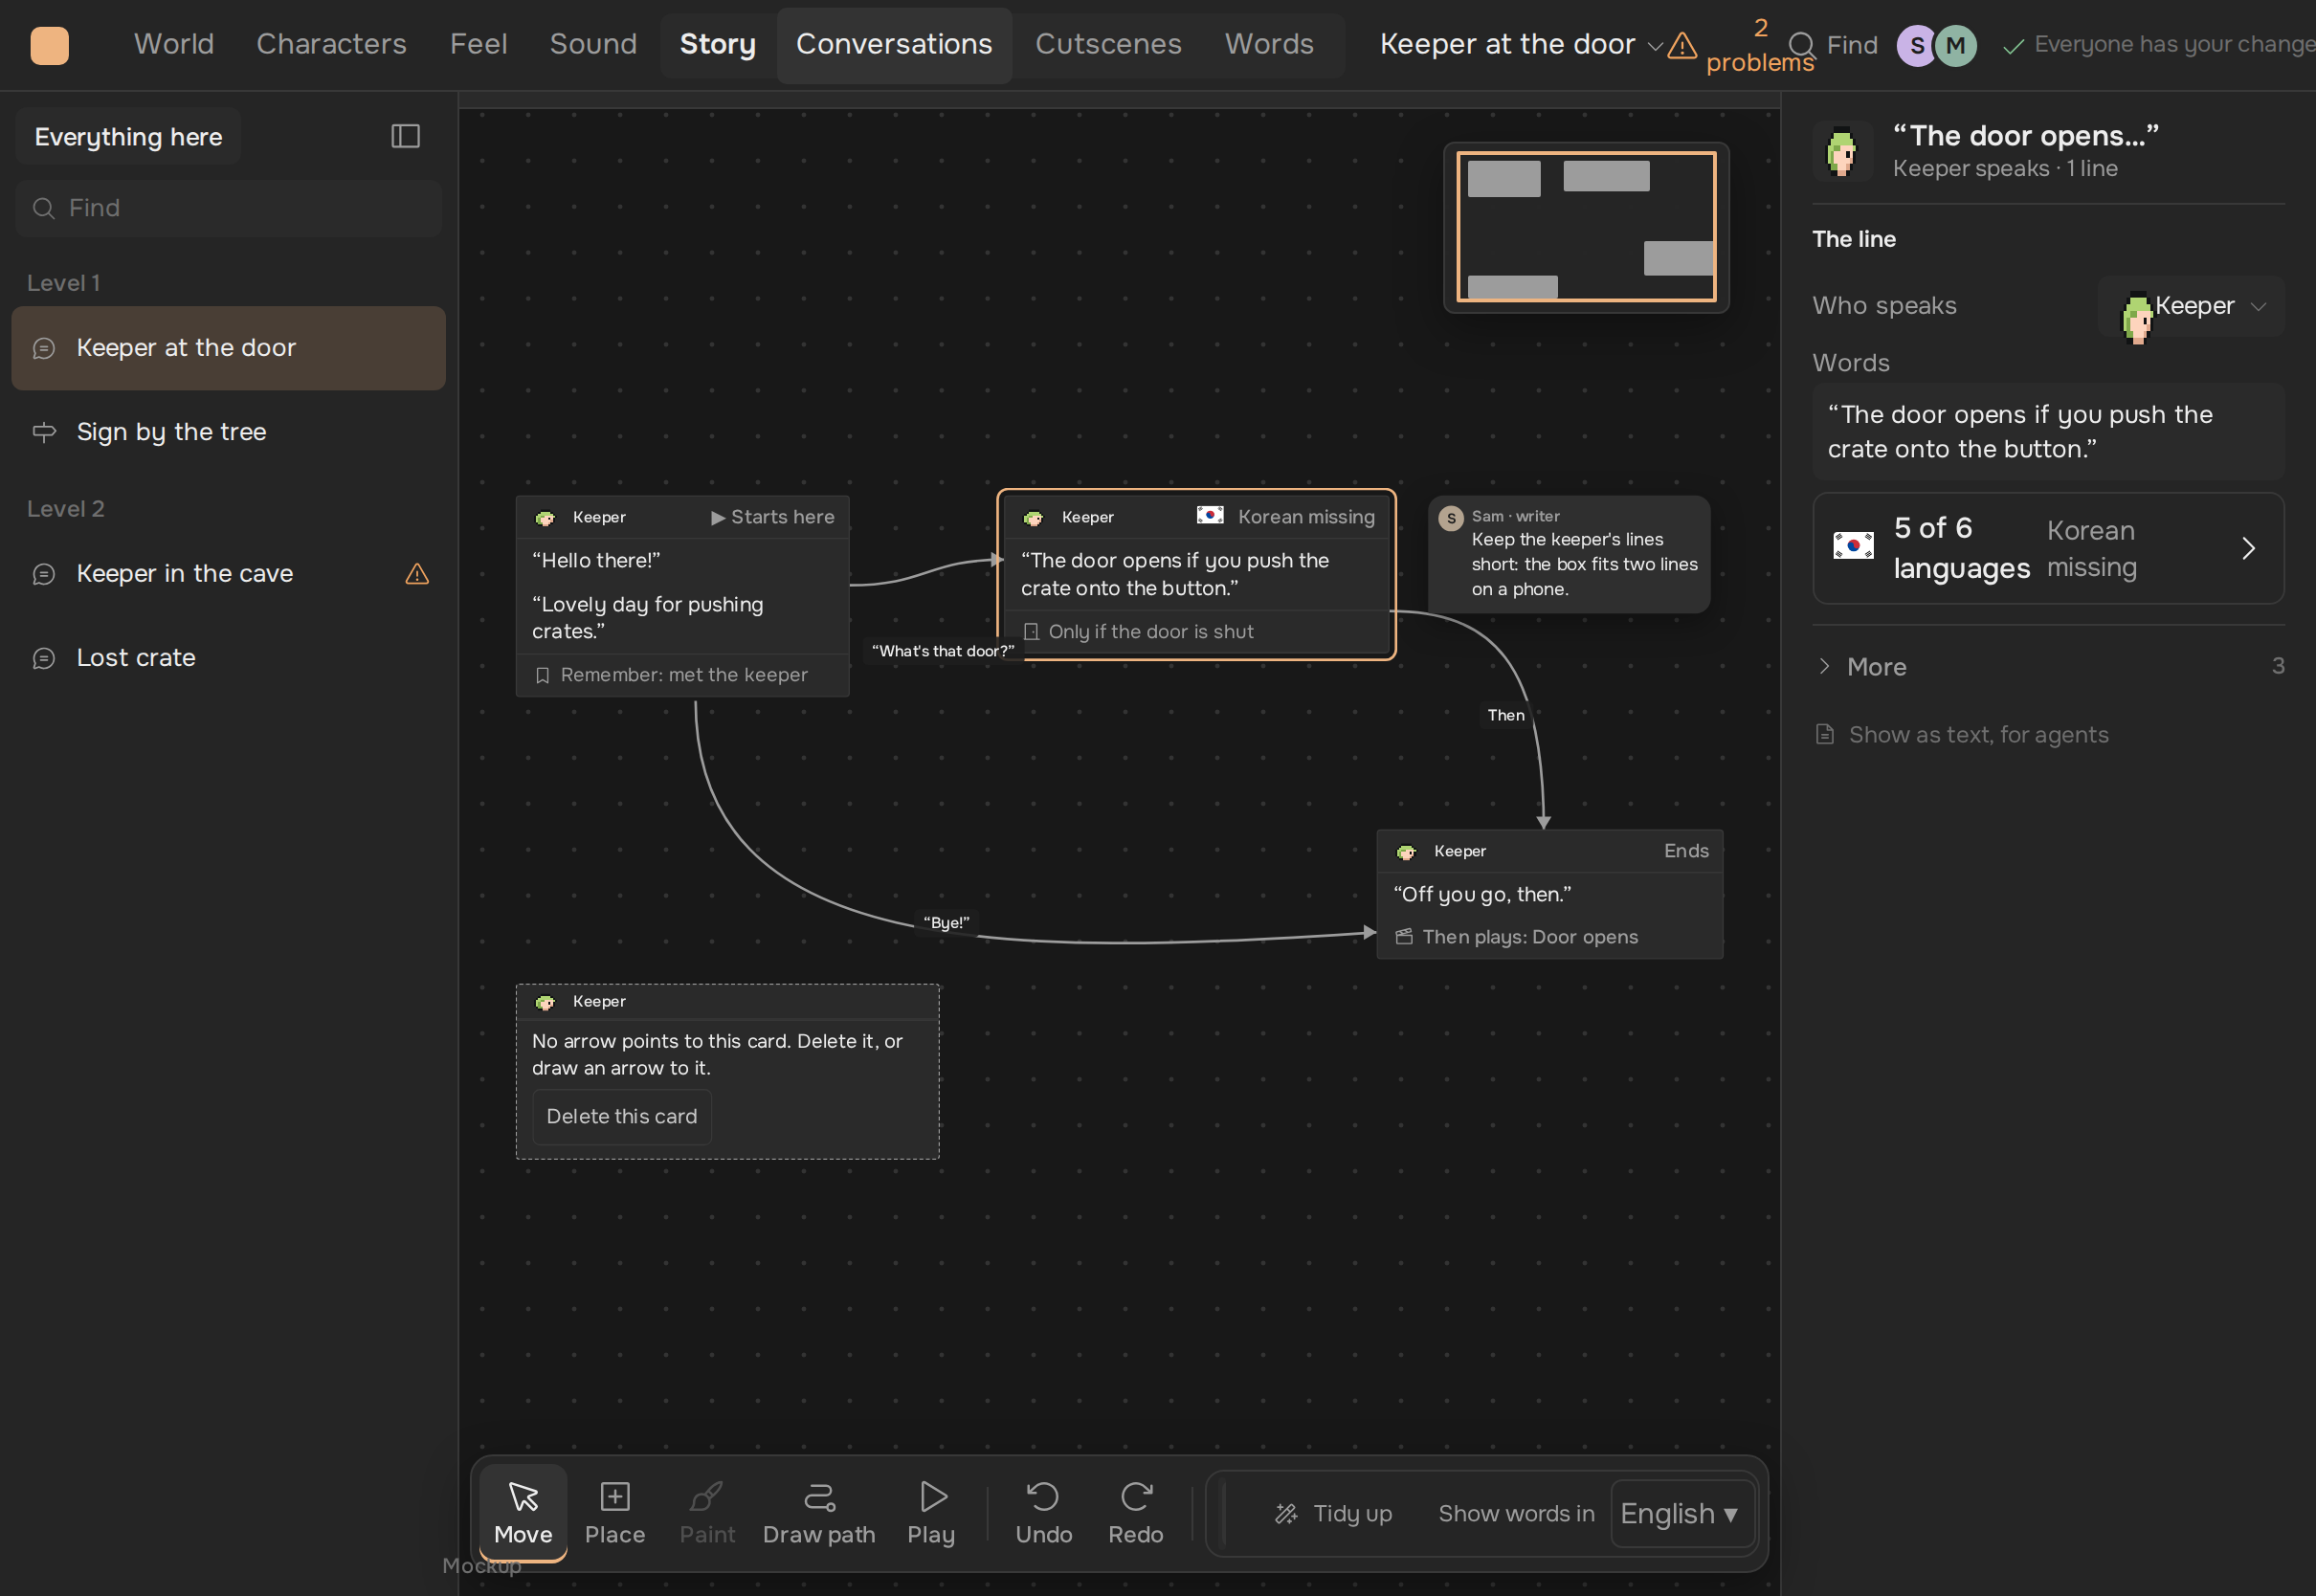 World Characters Feel Sound Story Conversations Cutscenes Words Keeper at the door 2 problems Find S M Everyone has your change
Everything here
Find
Level 1
Keeper at the door
Sign by the tree
Level 2
Keeper in the cave
Lost crate
Keeper ▶ Starts here
“Hello there!”
“Lovely day for pushing
crates.”
Remember: met the keeper
“What's that door?”
Keeper Korean missing
“The door opens if you push the
crate onto the button.”
Only if the door is shut
S Sam · writer
Keep the keeper's lines
short: the box fits two lines
on a phone.
Then
“Bye!”
Keeper Ends
“Off you go, then.”
Then plays: Door opens
Keeper
No arrow points to this card. Delete it, or
draw an arrow to it.
Delete this card
Move Place Paint Draw path Play Undo Redo Tidy up Show words in English ▾
Mockup
“The door opens…”
Keeper speaks · 1 line
The line
Who speaks Keeper
Words
“The door opens if you push the
crate onto the button.”
5 of 6
languages
Korean
missing
More 3
Show as text, for agents